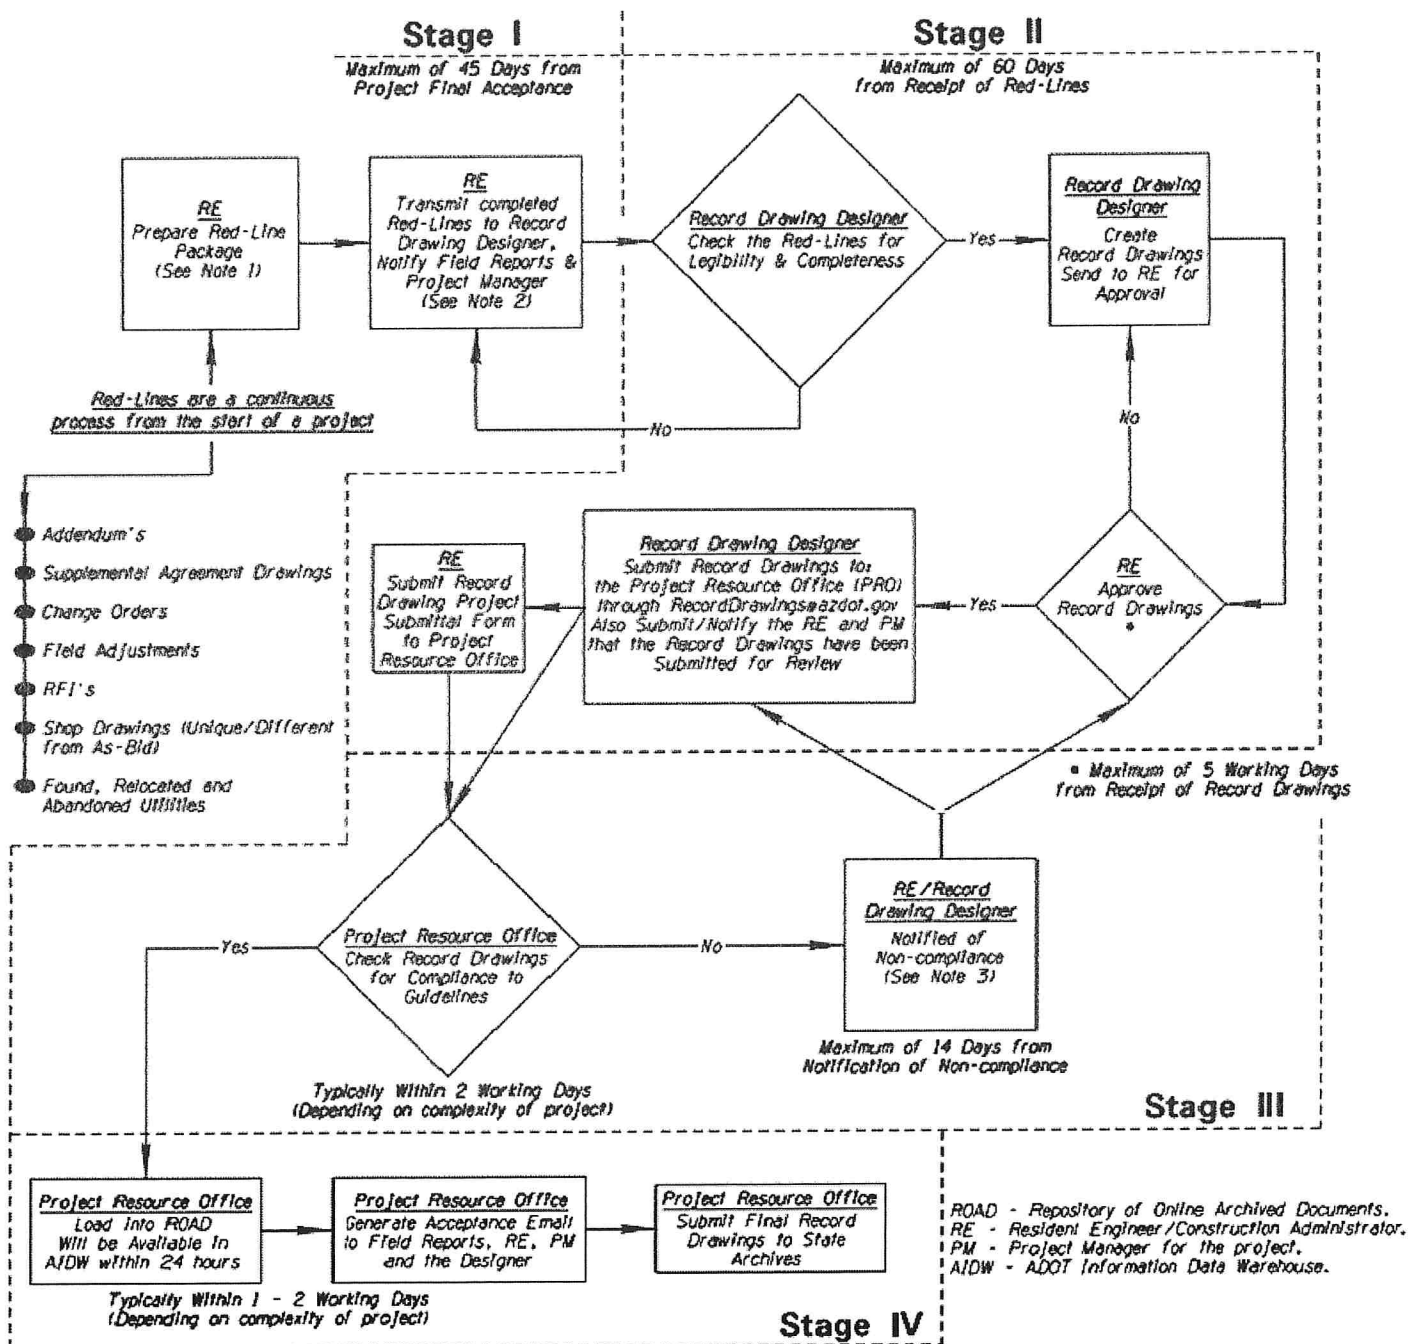 Stage I
Maximum of 45 Days from
Project Final Acceptance
Stage II
Maximum of 60 Days
from Receipt of Red-Lines
RE
Prepare Red-Line
Package
(See Note 1)
RE
Transmit completed
Red-Lines to Record
Drawing Designer,
Notify Field Reports &
Project Manager
(See Note 2)
Record Drawing Designer
Check the Red-Lines for
Legibility & Completeness
Yes
Record Drawing
Designer
Create
Record Drawings
Send to RE for
Approval
No
No
Red-Lines are a continuous
process from the start of a project
Addendum's
Supplemental Agreement Drawings
Change Orders
Field Adjustments
RFI's
Shop Drawings (Unique/Different
from As-Bid)
Found, Relocated and
Abandoned Utilities
RE
Submit Record
Drawing Project
Submittal Form
to Project
Resource Office
Record Drawing Designer
Submit Record Drawings to:
the Project Resource Office (PRO)
through RecordDrawings@azdot.gov
Also Submit/Notify the RE and PM
that the Record Drawings have been
Submitted for Review
Yes
RE
Approve
Record Drawings
*
* Maximum of 5 Working Days
from Receipt of Record Drawings
Yes
Project Resource Office
Check Record Drawings
for Compliance to
Guidelines
No
RE/Record
Drawing Designer
Notified of
Non-compliance
(See Note 3)
Maximum of 14 Days from
Notification of Non-compliance
Typically Within 2 Working Days
(Depending on complexity of project)
Stage III
Project Resource Office
Load into ROAD
Will be Available in
AIDW within 24 hours
Project Resource Office
Generate Acceptance Email
to Field Reports, RE, PM
and the Designer
Project Resource Office
Submit Final Record
Drawings to State
Archives
Typically Within 1 - 2 Working Days
(Depending on complexity of project)
Stage IV
ROAD - Repository of Online Archived Documents.
RE - Resident Engineer/Construction Administrator.
PM - Project Manager for the project.
AIDW - ADOT Information Data Warehouse.